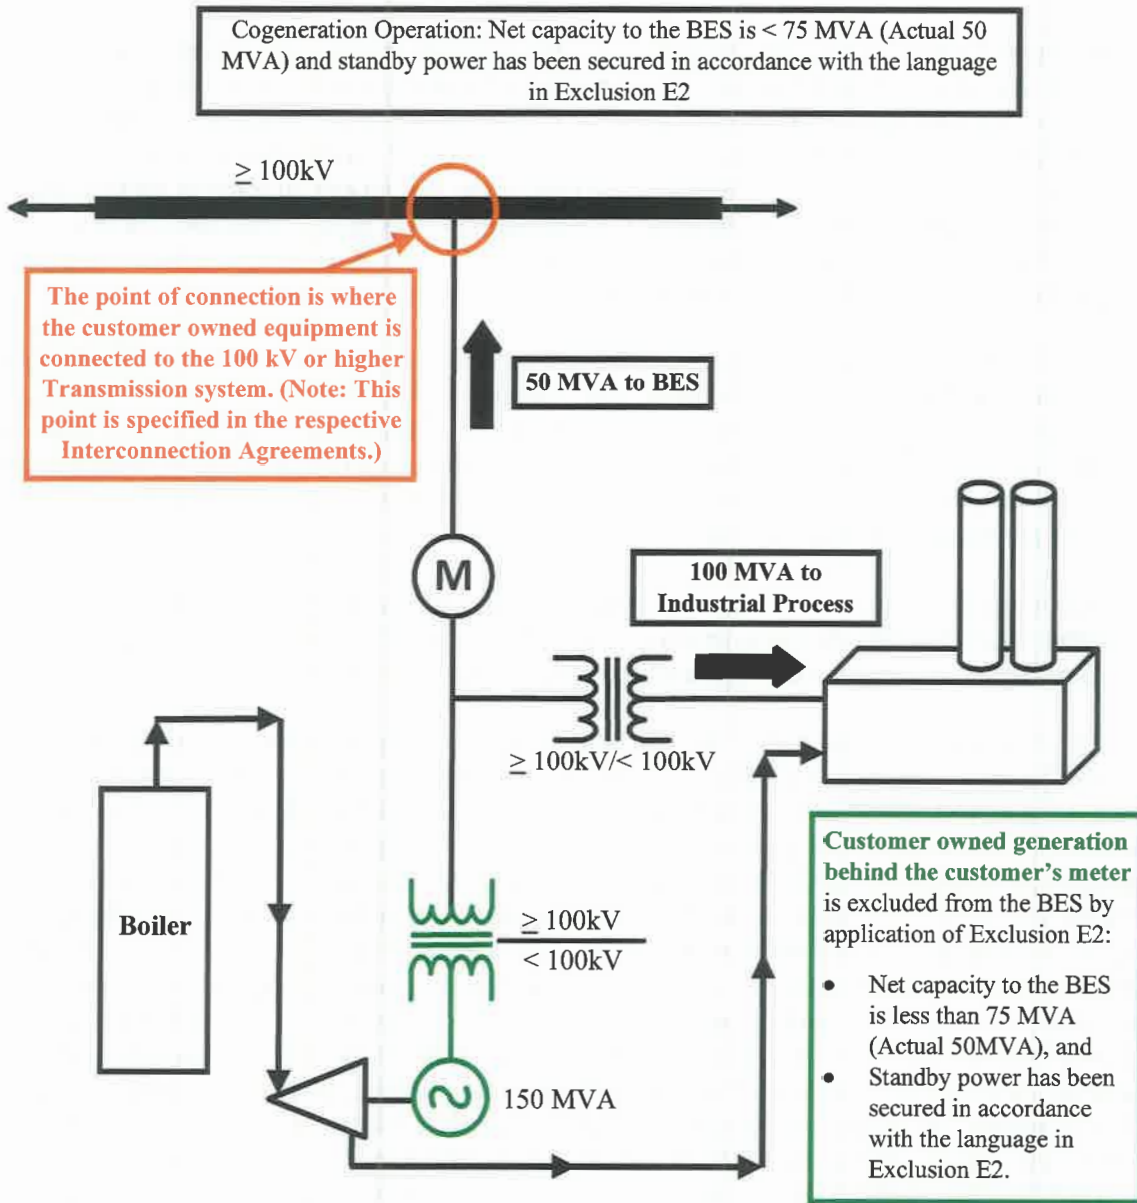 Cogeneration Operation: Net capacity to the BES is < 75 MVA (Actual 50
MVA) and standby power has been secured in accordance with the language
in Exclusion E2
≥ 100kV
The point of connection is where
the customer owned equipment is
connected to the 100 kV or higher
Transmission system. (Note: This
point is specified in the respective
Interconnection Agreements.)
50 MVA to BES
M
100 MVA to
Industrial Process
≥ 100kV/< 100kV
Boiler
≥ 100kV
< 100kV
150 MVA
Customer owned generation
behind the customer's meter
is excluded from the BES by
application of Exclusion E2:
• Net capacity to the BES
is less than 75 MVA
(Actual 50MVA), and
• Standby power has been
secured in accordance
with the language in
Exclusion E2.